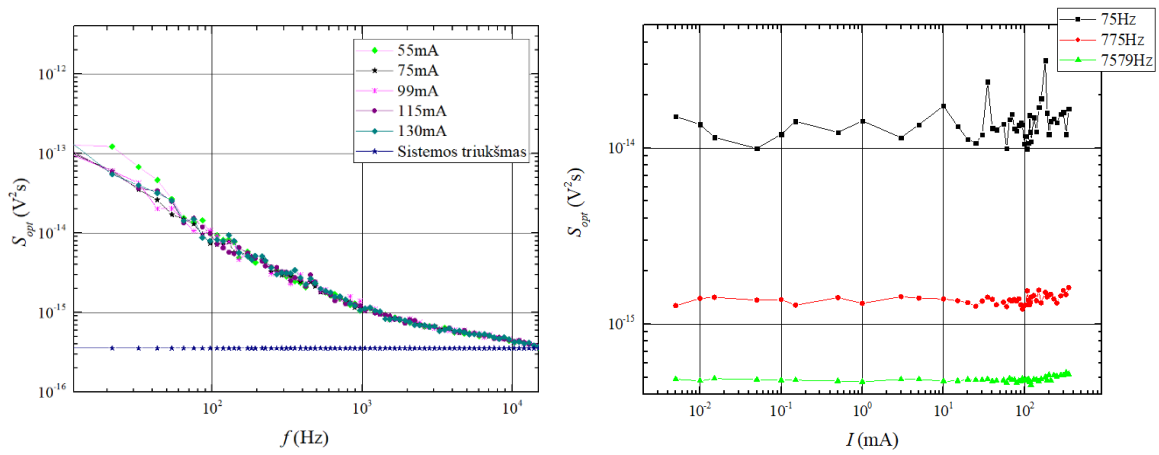 10⁻¹²
10⁻¹³
10⁻¹⁴
10⁻¹⁵
10⁻¹⁶
S_opt (V²s)
55mA
75mA
99mA
115mA
130mA
Sistemos triukšmas
10² 10³ 10⁴
f (Hz)
75Hz
775Hz
7579Hz
10⁻¹⁴
10⁻¹⁵
S_opt (V²s)
10⁻² 10⁻¹ 10⁰ 10¹ 10²
I (mA)